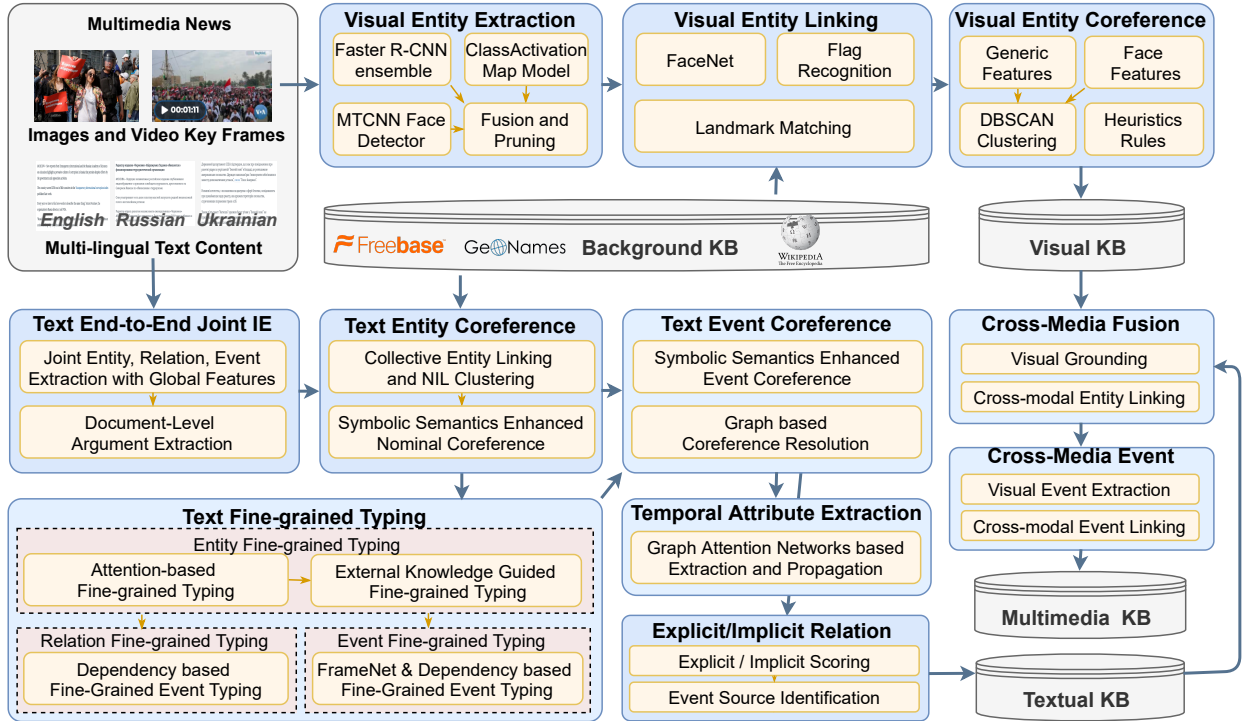 Multimedia News
00:01:11
VOA
Images and Video Key Frames
English Russian Ukrainian
Multi-lingual Text Content
Visual Entity Extraction
Faster R-CNN
ensemble
ClassActivation
Map Model
MTCNN Face
Detector
Fusion and
Pruning
Visual Entity Linking
FaceNet
Flag
Recognition
Landmark Matching
Visual Entity Coreference
Generic
Features
Face
Features
DBSCAN
Clustering
Heuristics
Rules
Freebase
GeoNames
Background KB
WIKIPEDIA
The Free Encyclopedia
Visual KB
Text End-to-End Joint IE
Joint Entity, Relation, Event
Extraction with Global Features
Document-Level
Argument Extraction
Text Entity Coreference
Collective Entity Linking
and NIL Clustering
Symbolic Semantics Enhanced
Nominal Coreference
Text Event Coreference
Symbolic Semantics Enhanced
Event Coreference
Graph based
Coreference Resolution
Cross-Media Fusion
Visual Grounding
Cross-modal Entity Linking
Cross-Media Event
Visual Event Extraction
Cross-modal Event Linking
Multimedia KB
Text Fine-grained Typing
Entity Fine-grained Typing
Attention-based
Fine-grained Typing
External Knowledge Guided
Fine-grained Typing
Relation Fine-grained Typing
Dependency based
Fine-Grained Event Typing
Event Fine-grained Typing
FrameNet & Dependency based
Fine-Grained Event Typing
Temporal Attribute Extraction
Graph Attention Networks based
Extraction and Propagation
Explicit/Implicit Relation
Explicit / Implicit Scoring
Event Source Identification
Textual KB